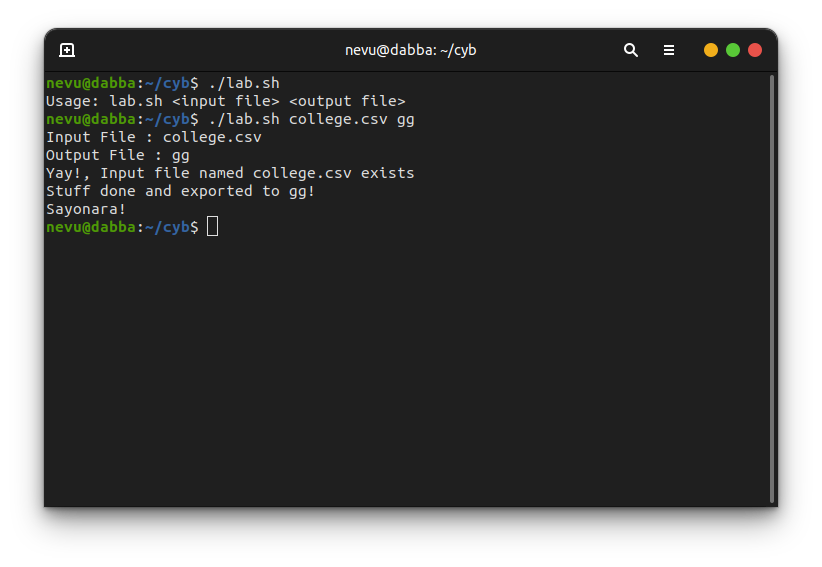 nevu@dabba: ~/cyb
nevu@dabba:~/cyb$ ./lab.sh
Usage: lab.sh <input file> <output file>
nevu@dabba:~/cyb$ ./lab.sh college.csv gg
Input File : college.csv
Output File : gg
Yay!, Input file named college.csv exists
Stuff done and exported to gg!
Sayonara!
nevu@dabba:~/cyb$